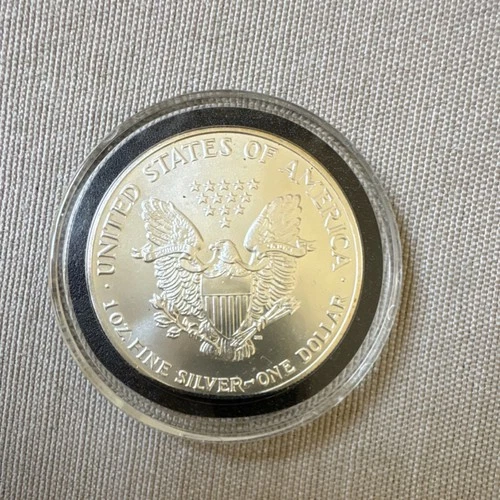 UNITED STATES OF AMERICA
1 OZ. FINE SILVER~ONE DOLLAR